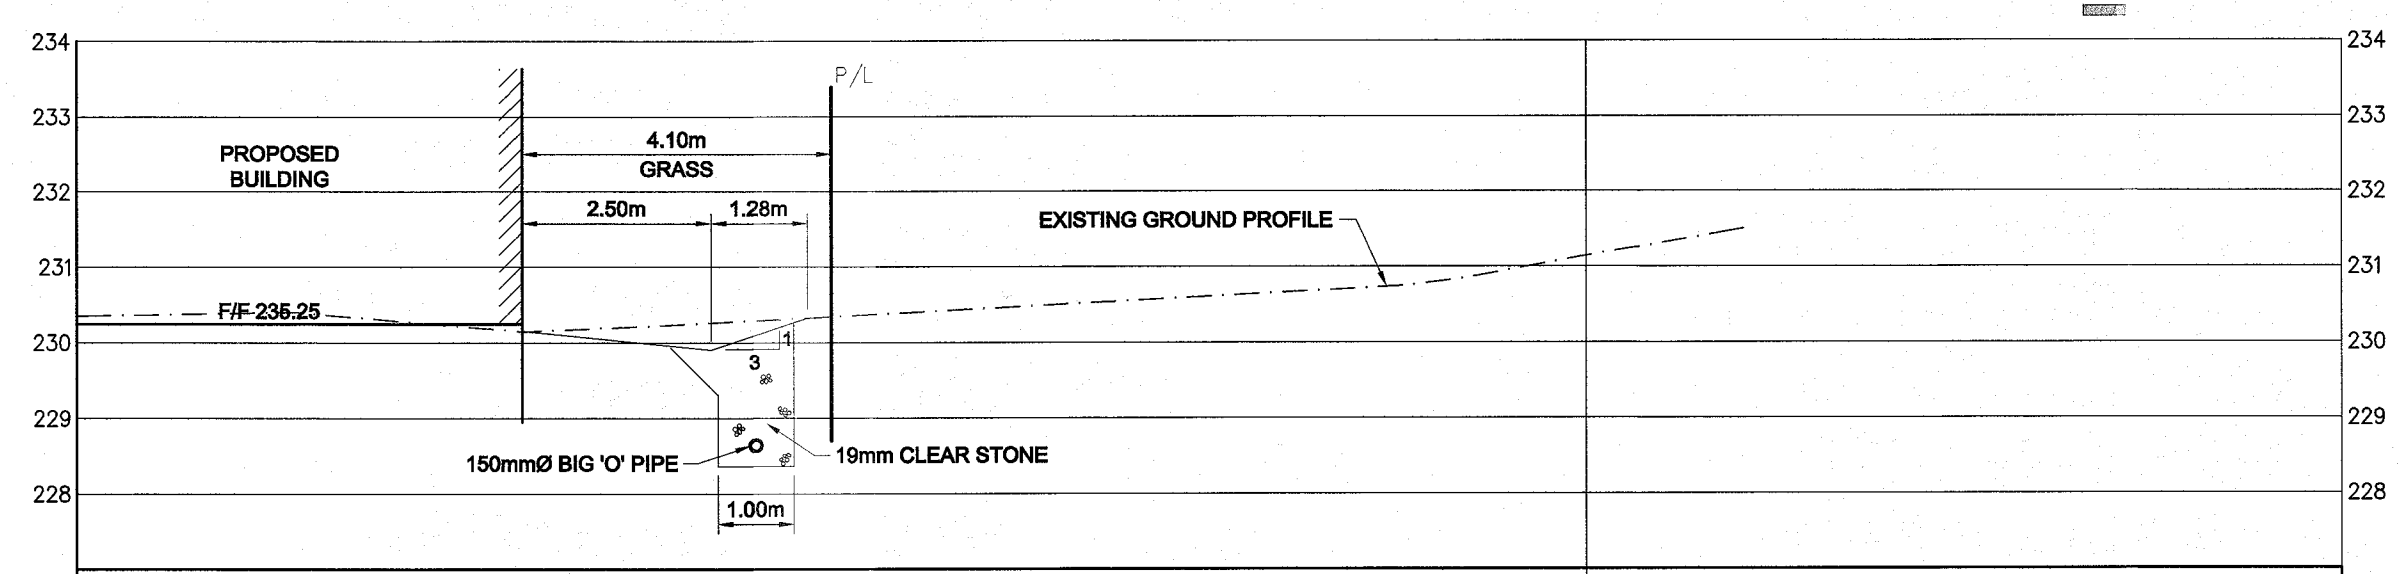 234
234
P/L
233
233
4.10m
PROPOSED
BUILDING
GRASS
232
232
2.50m
1.28m
EXISTING GROUND PROFILE
231
231
F/F 235.25
230
230
1
3
229
229
150mmØ BIG 'O' PIPE
19mm CLEAR STONE
228
228
1.00m